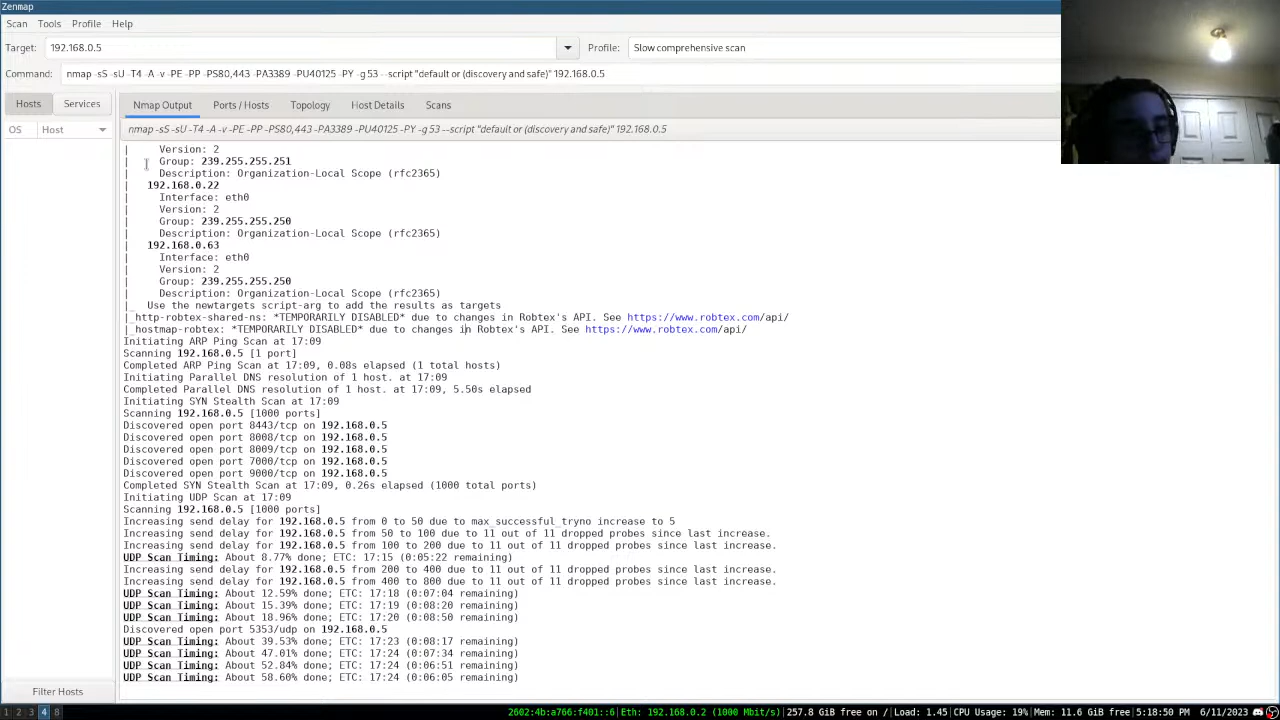 Zenmap
Scan Tools Profile Help
Target: 192.168.0.5 Profile: Slow comprehensive scan
Command: nmap -sS -sU -T4 -A -v -PE -PP -PS80,443 -PA3389 -PU40125 -PY -g 53 --script "default or (discovery and safe)" 192.168.0.5
Hosts Services Nmap Output Ports / Hosts Topology Host Details Scans
OS Host nmap -sS -sU -T4 -A -v -PE -PP -PS80,443 -PA3389 -PU40125 -PY -g 53 --script "default or (discovery and safe)" 192.168.0.5
| Version: 2
| Group: 239.255.255.251
| Description: Organization-Local Scope (rfc2365)
| 192.168.0.22
| Interface: eth0
| Version: 2
| Group: 239.255.255.250
| Description: Organization-Local Scope (rfc2365)
| 192.168.0.63
| Interface: eth0
| Version: 2
| Group: 239.255.255.250
| Description: Organization-Local Scope (rfc2365)
|_ Use the newtargets script-arg to add the results as targets
|_http-robtex-shared-ns: *TEMPORARILY DISABLED* due to changes in Robtex's API. See https://www.robtex.com/api/
|_hostmap-robtex: *TEMPORARILY DISABLED* due to changes in Robtex's API. See https://www.robtex.com/api/
Initiating ARP Ping Scan at 17:09
Scanning 192.168.0.5 [1 port]
Completed ARP Ping Scan at 17:09, 0.08s elapsed (1 total hosts)
Initiating Parallel DNS resolution of 1 host. at 17:09
Completed Parallel DNS resolution of 1 host. at 17:09, 5.50s elapsed
Initiating SYN Stealth Scan at 17:09
Scanning 192.168.0.5 [1000 ports]
Discovered open port 8443/tcp on 192.168.0.5
Discovered open port 8008/tcp on 192.168.0.5
Discovered open port 8009/tcp on 192.168.0.5
Discovered open port 7000/tcp on 192.168.0.5
Discovered open port 9000/tcp on 192.168.0.5
Completed SYN Stealth Scan at 17:09, 0.26s elapsed (1000 total ports)
Initiating UDP Scan at 17:09
Scanning 192.168.0.5 [1000 ports]
Increasing send delay for 192.168.0.5 from 0 to 50 due to max_successful_tryno increase to 5
Increasing send delay for 192.168.0.5 from 50 to 100 due to 11 out of 11 dropped probes since last increase.
Increasing send delay for 192.168.0.5 from 100 to 200 due to 11 out of 11 dropped probes since last increase.
UDP Scan Timing: About 8.77% done; ETC: 17:15 (0:05:22 remaining)
Increasing send delay for 192.168.0.5 from 200 to 400 due to 11 out of 11 dropped probes since last increase.
Increasing send delay for 192.168.0.5 from 400 to 800 due to 11 out of 11 dropped probes since last increase.
UDP Scan Timing: About 12.59% done; ETC: 17:18 (0:07:04 remaining)
UDP Scan Timing: About 15.39% done; ETC: 17:19 (0:08:20 remaining)
UDP Scan Timing: About 18.96% done; ETC: 17:20 (0:08:50 remaining)
Discovered open port 5353/udp on 192.168.0.5
UDP Scan Timing: About 39.53% done; ETC: 17:23 (0:08:17 remaining)
UDP Scan Timing: About 47.01% done; ETC: 17:24 (0:07:34 remaining)
UDP Scan Timing: About 52.84% done; ETC: 17:24 (0:06:51 remaining)
UDP Scan Timing: About 58.60% done; ETC: 17:24 (0:06:05 remaining)
Filter Hosts
1 2 3 4 8 2602:4b:a766:f401::6 | Eth: 192.168.0.2 (1000 Mbit/s) | 257.8 GiB free on / | Load: 1.45 | CPU Usage: 19% | Mem: 11.6 GiB free | 6/11/2023 5:18:50 PM